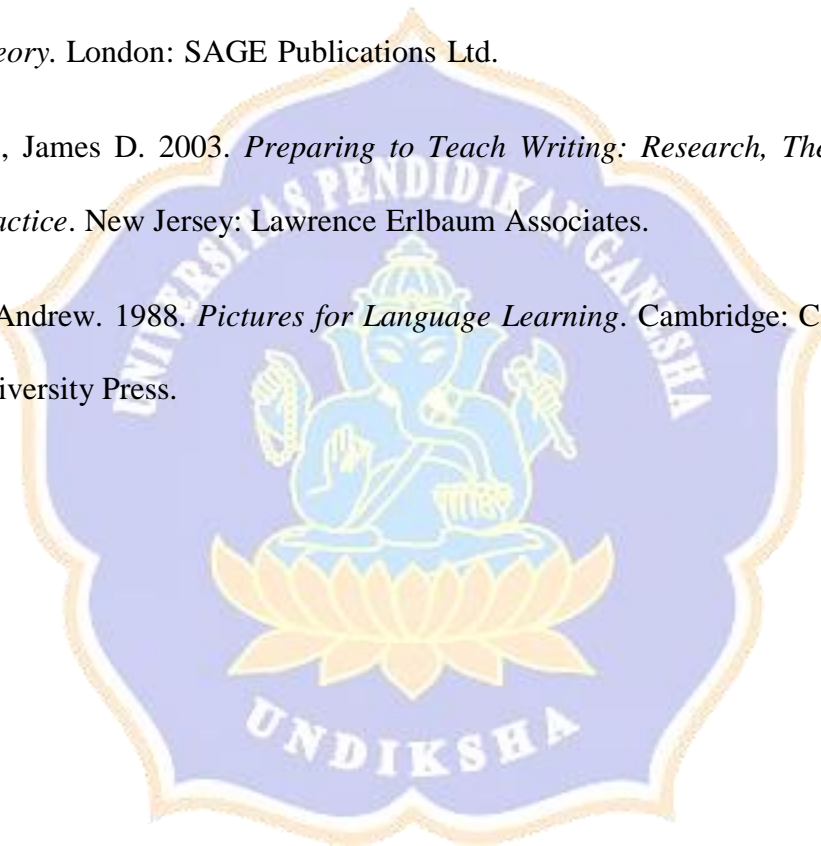 eory. London: SAGE Publications Ltd.
, James D. 2003. Preparing to Teach Writing: Research, The
actice. New Jersey: Lawrence Erlbaum Associates.
Andrew. 1988. Pictures for Language Learning. Cambridge: C
iversity Press.
UNIVERSITAS PENDIDIKAN GANESHA
UNDIKSHA